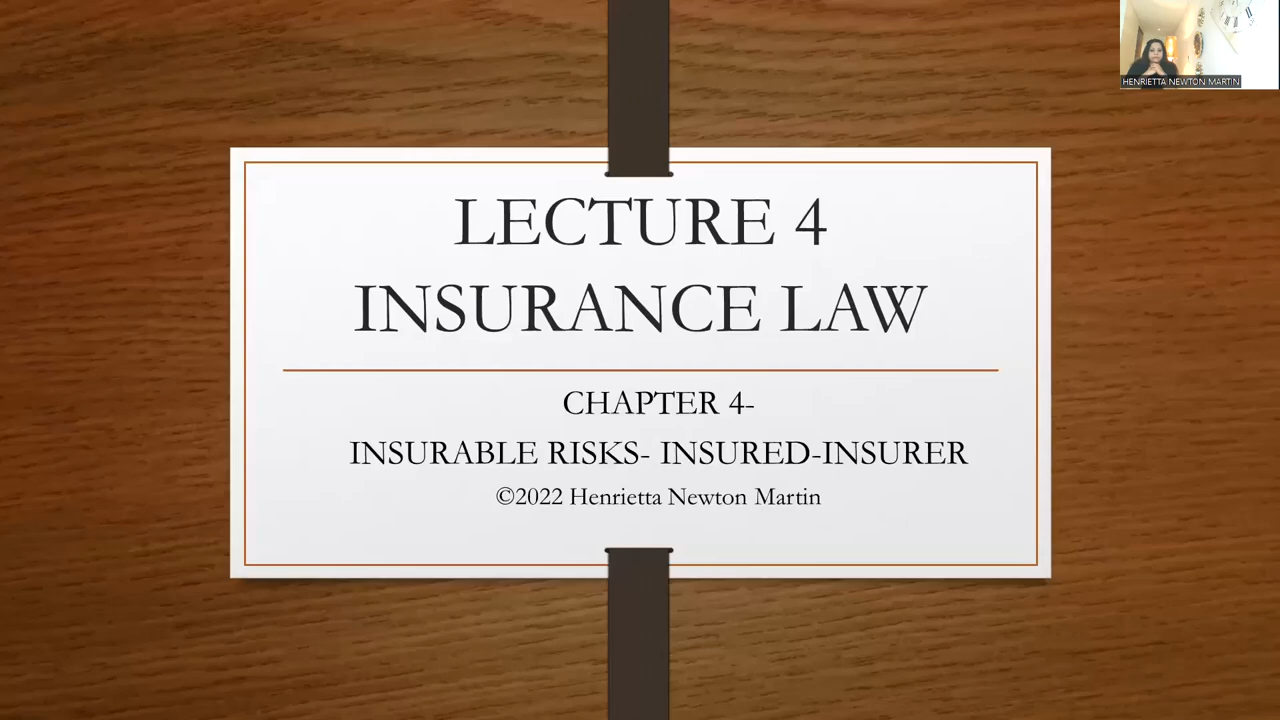 HENRIETTA NEWTON MARTIN
LECTURE 4
INSURANCE LAW
CHAPTER 4-
INSURABLE RISKS- INSURED-INSURER
©2022 Henrietta Newton Martin